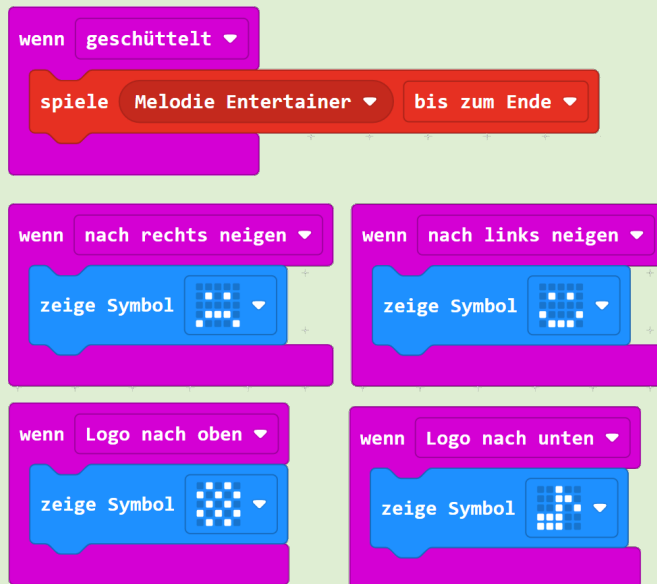 wenn geschüttelt
spiele Melodie Entertainer bis zum Ende
wenn nach rechts neigen
zeige Symbol
wenn nach links neigen
zeige Symbol
wenn Logo nach oben
zeige Symbol
wenn Logo nach unten
zeige Symbol